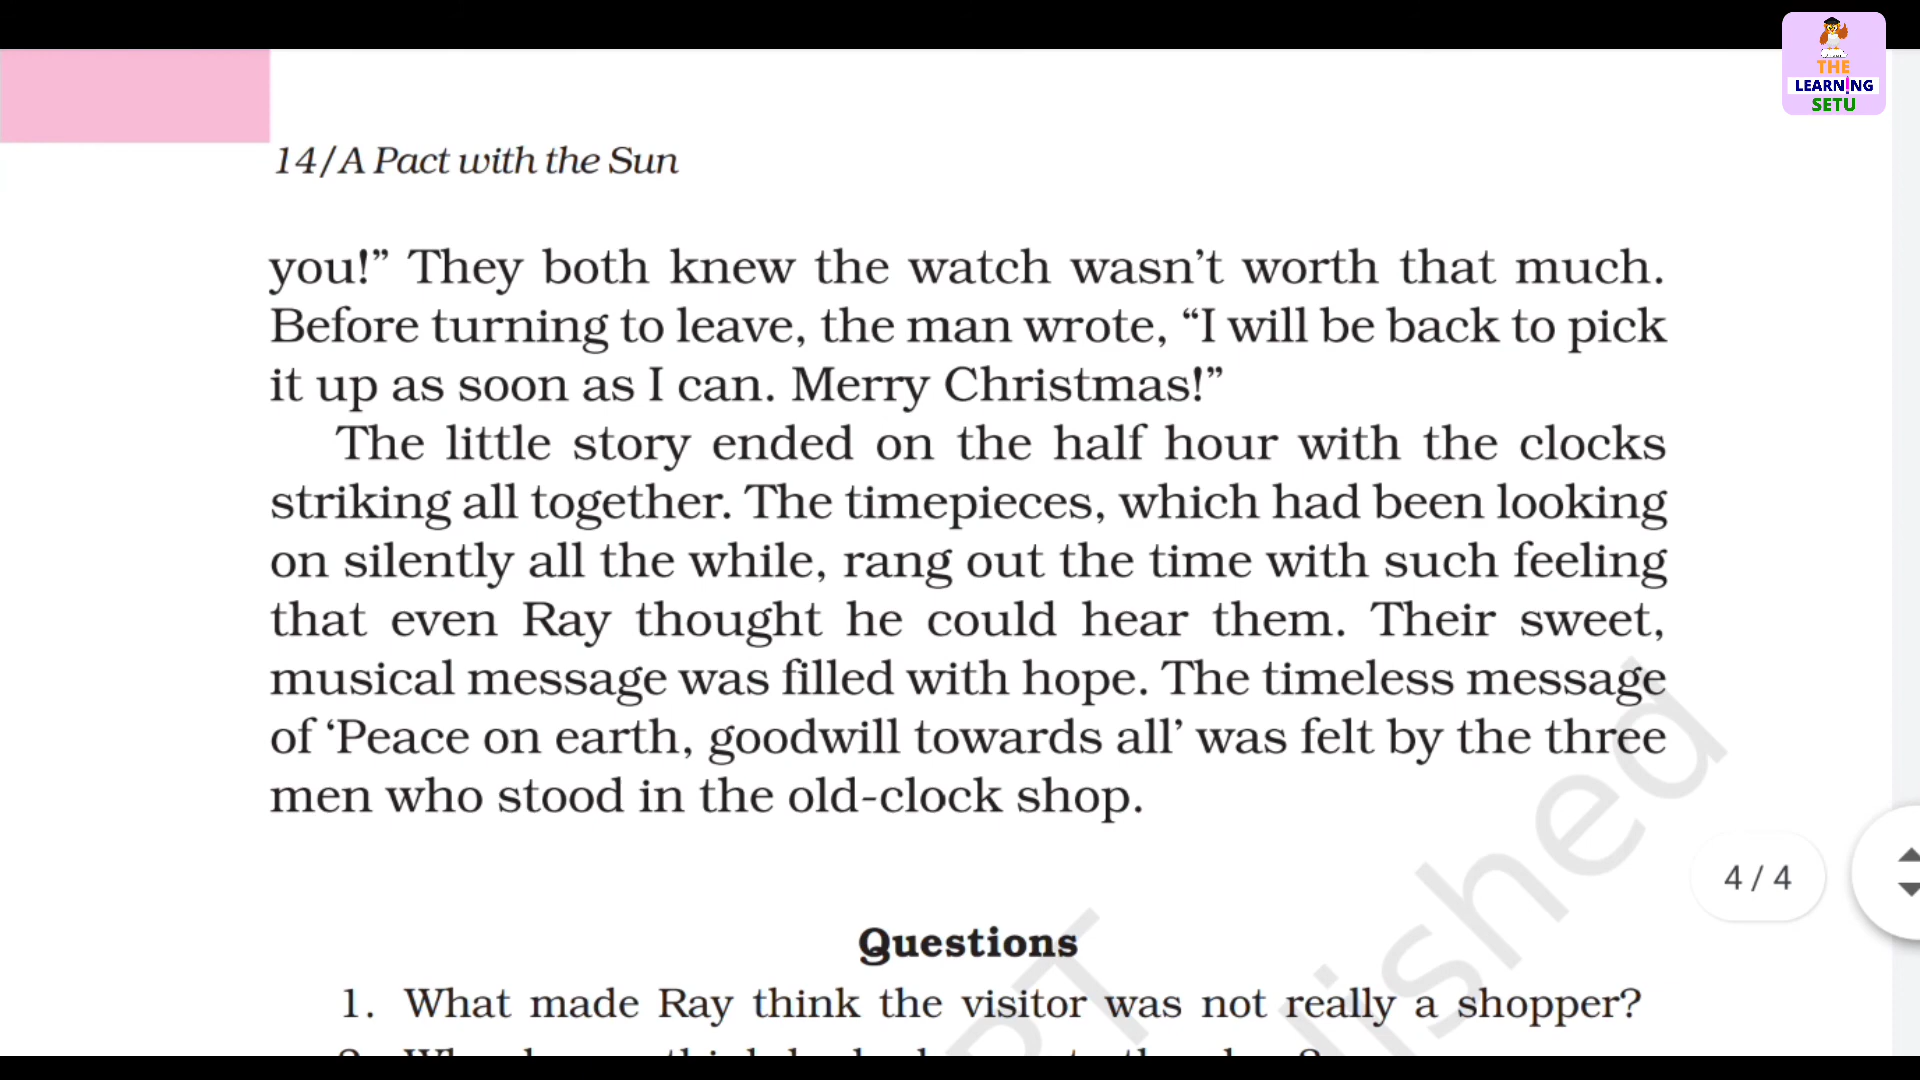 THE
LEARNING
SETU
14/A Pact with the Sun
you!” They both knew the watch wasn’t worth that much.
Before turning to leave, the man wrote, “I will be back to pick
it up as soon as I can. Merry Christmas!”
The little story ended on the half hour with the clocks
striking all together. The timepieces, which had been looking
on silently all the while, rang out the time with such feeling
that even Ray thought he could hear them. Their sweet,
musical message was filled with hope. The timeless message
of ‘Peace on earth, goodwill towards all’ was felt by the three
men who stood in the old-clock shop.
4 / 4
Questions
1. What made Ray think the visitor was not really a shopper?